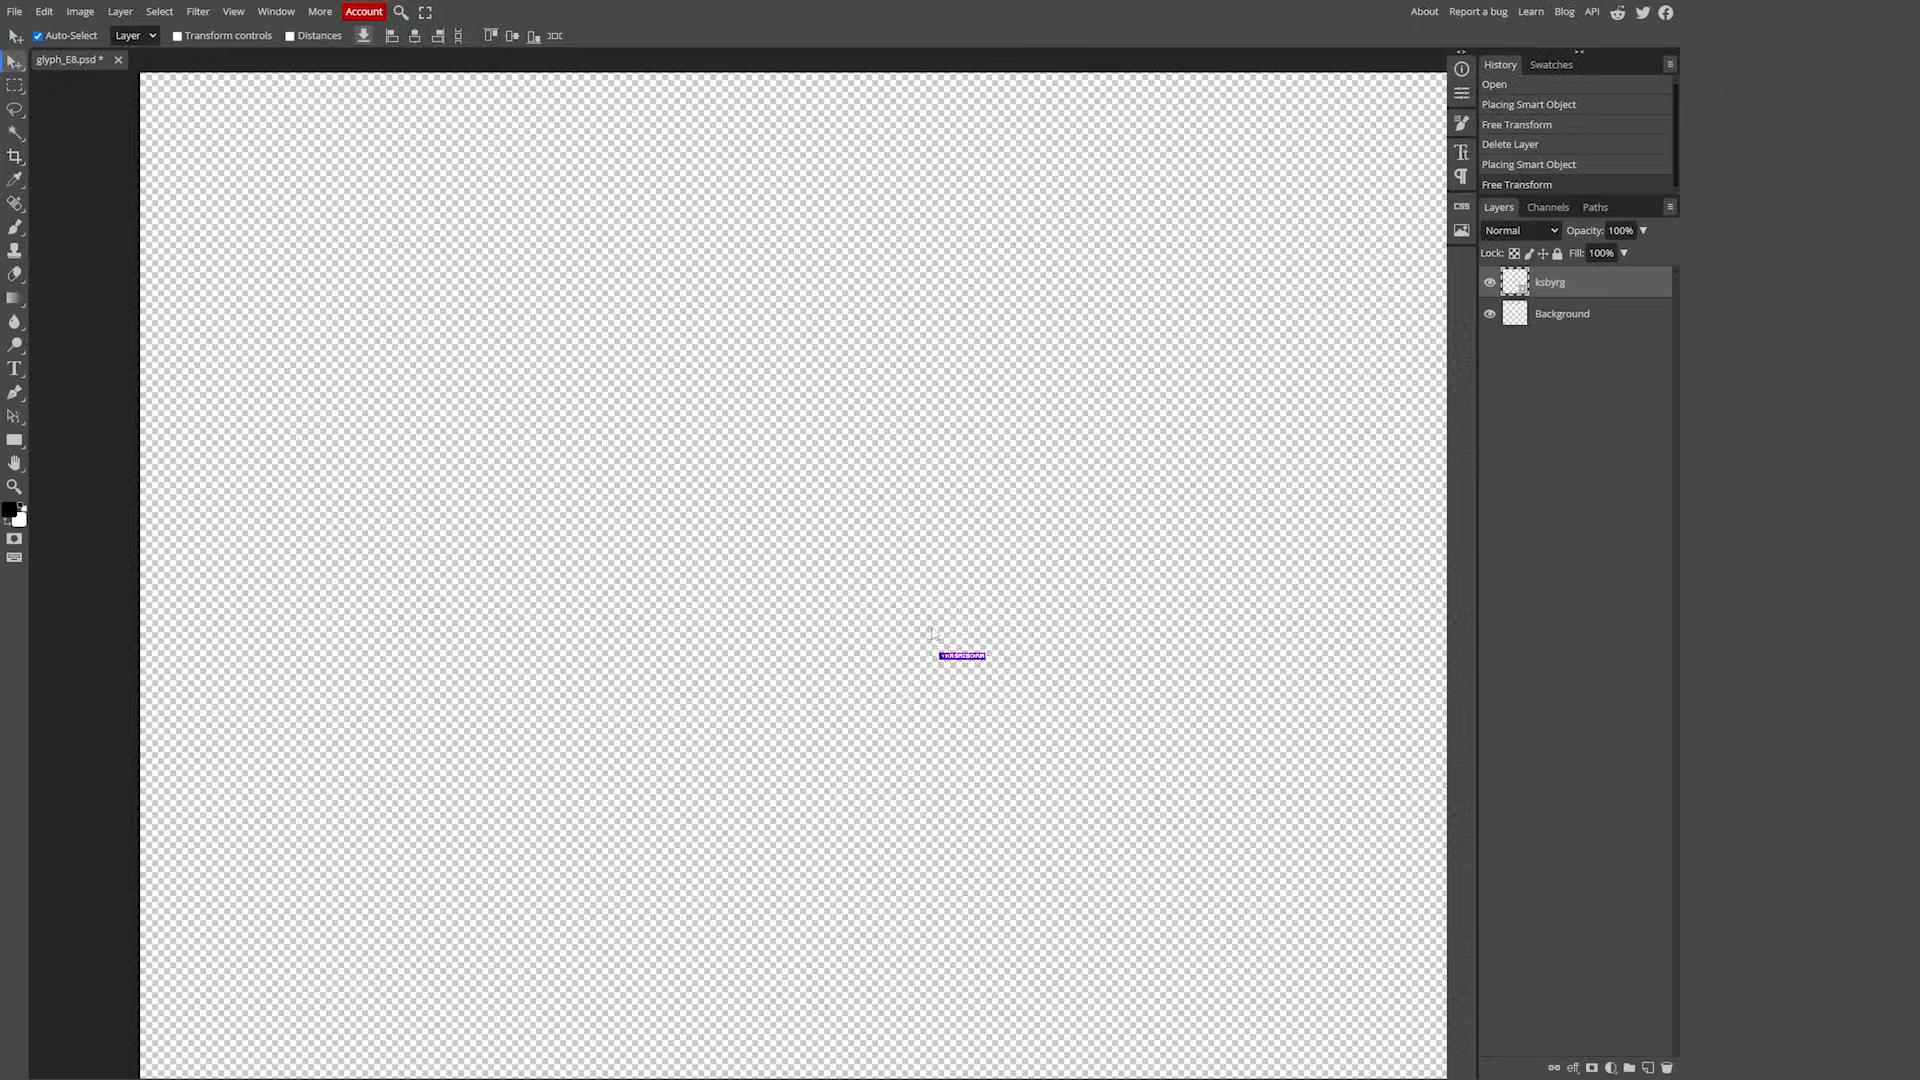 File Edit Image Layer Select Filter View Window More Account
About Report a bug Learn Blog API
Auto-Select Layer Transform controls Distances
glyph_E8.psd *
History Swatches
Open
Placing Smart Object
Free Transform
Delete Layer
Placing Smart Object
Free Transform
Layers Channels Paths
Normal Opacity: 100%
Lock: Fill: 100%
ksbyrg
Background
CSS
eff